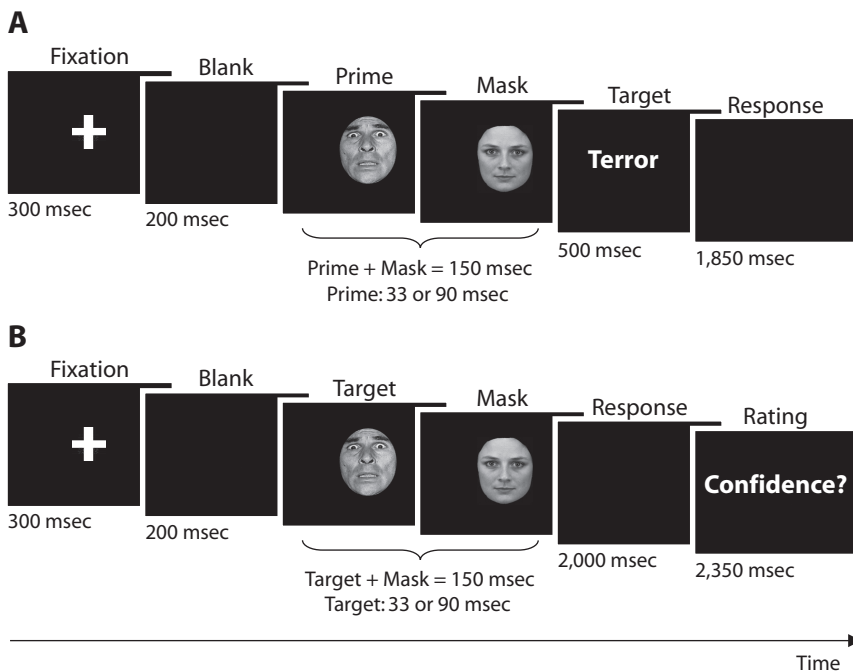 A
Fixation
Blank
Prime
Mask
Target
Response
Terror
300 msec
200 msec
500 msec
1,850 msec
Prime + Mask = 150 msec
Prime: 33 or 90 msec
B
Fixation
Blank
Target
Mask
Response
Rating
Confidence?
300 msec
200 msec
2,000 msec
2,350 msec
Target + Mask = 150 msec
Target: 33 or 90 msec
Time